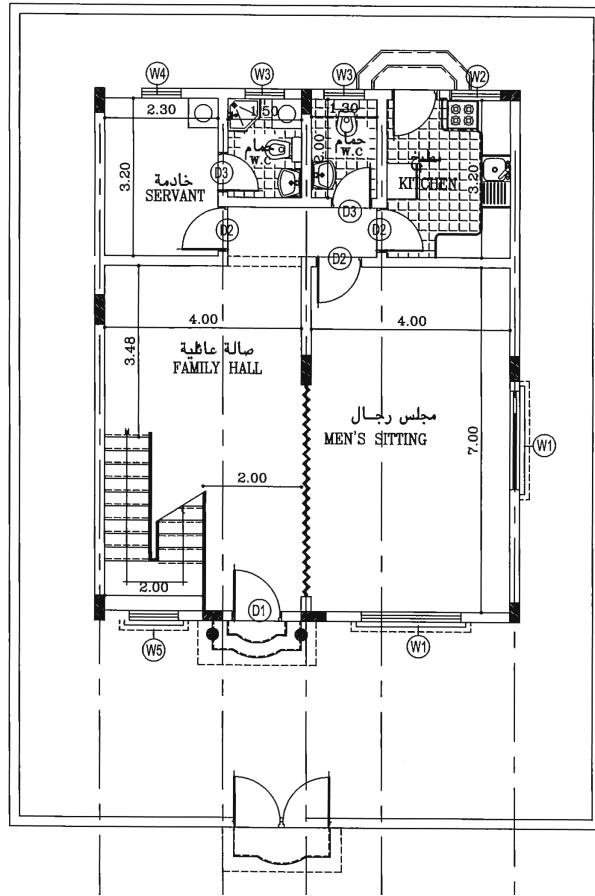 W4
W3
W3
W2
2.30
1.50
1.30
3.20
خادمة
SERVANT
حمام
W.C
2.00
حمام
W.C
مطبخ
KITCHEN
3.20
D3
D3
D2
D2
D2
4.00
4.00
3.48
صالة عائلية
FAMILY HALL
مجلس رجال
MEN'S SITTING
7.00
W1
2.00
2.00
D1
W5
W1